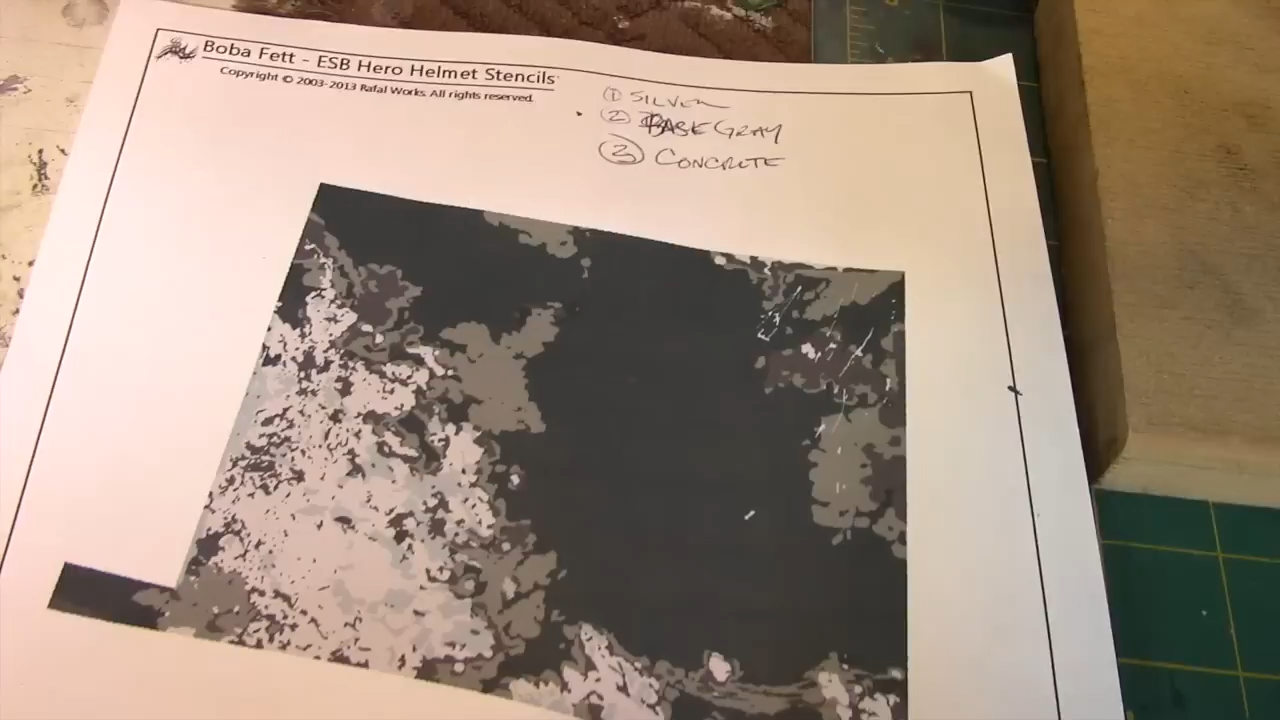 Boba Fett - ESB Hero Helmet Stencils
Copyright © 2003-2013 Rafal Works. All rights reserved.
① SILVER
② BASE GRAY
③ CONCRETE